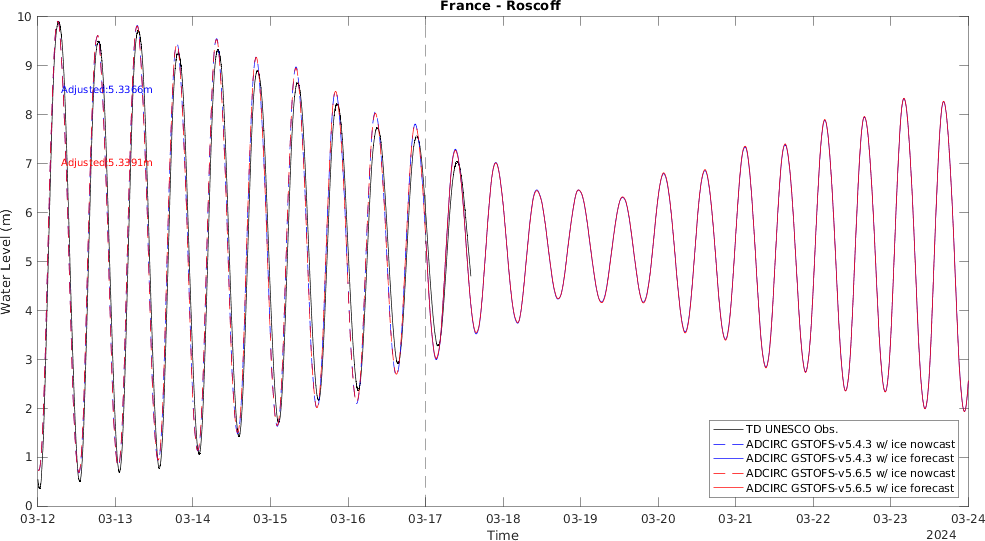 France - Roscoff
10
9
8
7
6
5
4
3
2
1
0
Water Level (m)
Adjusted:5.3366m
Adjusted:5.3391m
TD UNESCO Obs.
ADCIRC GSTOFS-v5.4.3 w/ ice nowcast
ADCIRC GSTOFS-v5.4.3 w/ ice forecast
ADCIRC GSTOFS-v5.6.5 w/ ice nowcast
ADCIRC GSTOFS-v5.6.5 w/ ice forecast
03-12 03-13 03-14 03-15 03-16 03-17 03-18 03-19 03-20 03-21 03-22 03-23 03-24
Time
2024